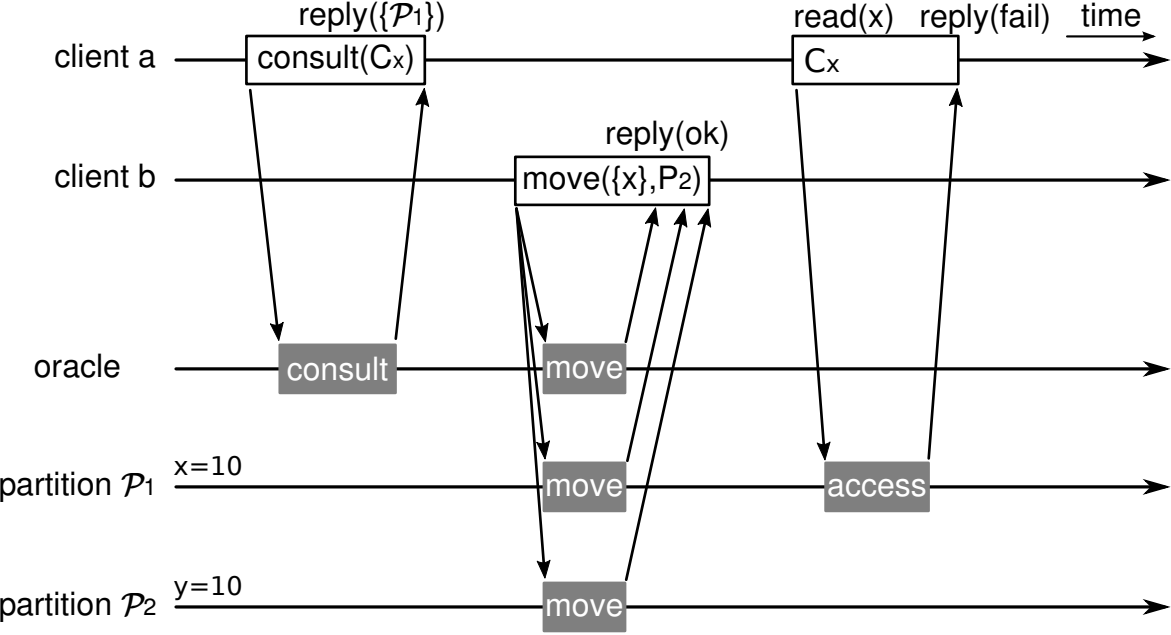 reply({𝒫1})
read(x)
reply(fail)
time
client a
consult(Cx)
Cx
reply(ok)
client b
move({x},P2)
oracle
consult
move
partition 𝒫1
x=10
move
access
partition 𝒫2
y=10
move